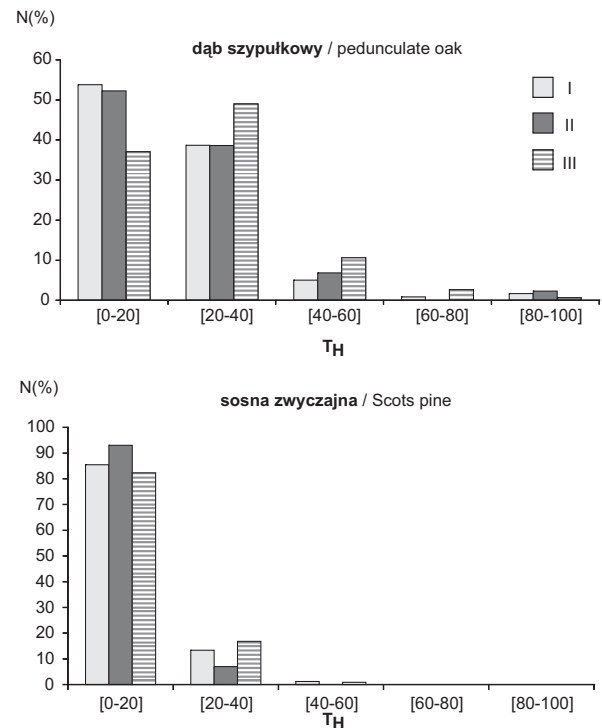 N(%)
dąb szypułkowy / pedunculate oak
60
50
40
30
20
10
0
I
II
III
[0-20] [20-40] [40-60] [60-80] [80-100]
TH
N(%)
sosna zwyczajna / Scots pine
100
90
80
70
60
50
40
30
20
10
0
[0-20] [20-40] [40-60] [60-80] [80-100]
TH